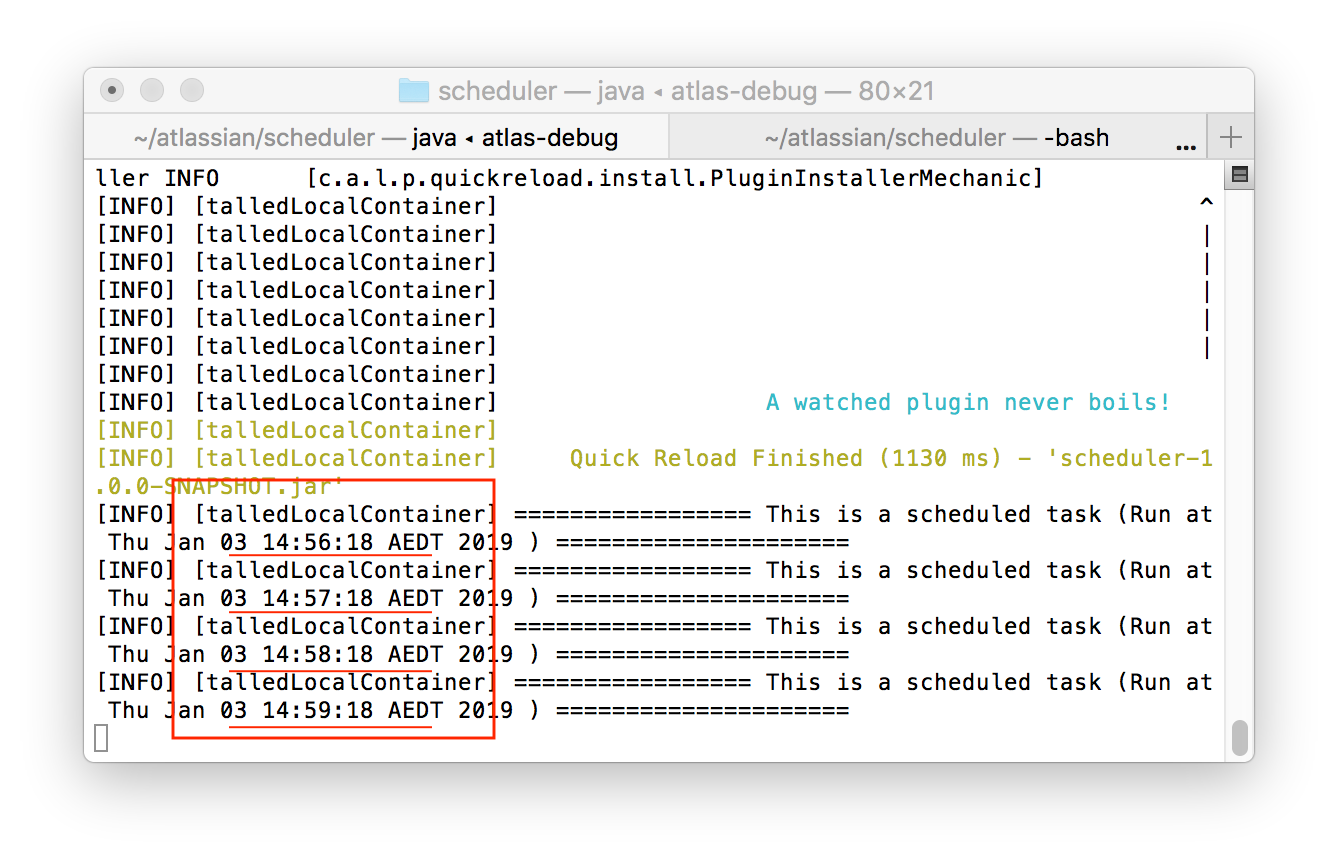 scheduler — java ◂ atlas-debug — 80×21
~/atlassian/scheduler — java ◂ atlas-debug
~/atlassian/scheduler — -bash ... +
ller INFO      [c.a.l.p.quickreload.install.PluginInstallerMechanic]
[INFO] [talledLocalContainer]                                                  ^
[INFO] [talledLocalContainer]                                                  |
[INFO] [talledLocalContainer]                                                  |
[INFO] [talledLocalContainer]                                                  |
[INFO] [talledLocalContainer]                                                  |
[INFO] [talledLocalContainer]                                                  |
[INFO] [talledLocalContainer]
[INFO] [talledLocalContainer]                   A watched plugin never boils!
[INFO] [talledLocalContainer]
[INFO] [talledLocalContainer]     Quick Reload Finished (1130 ms) - 'scheduler-1
.0.0-SNAPSHOT.jar'
[INFO] [talledLocalContainer] ================= This is a scheduled task (Run at
 Thu Jan 03 14:56:18 AEDT 2019 ) =====================
[INFO] [talledLocalContainer] ================= This is a scheduled task (Run at
 Thu Jan 03 14:57:18 AEDT 2019 ) =====================
[INFO] [talledLocalContainer] ================= This is a scheduled task (Run at
 Thu Jan 03 14:58:18 AEDT 2019 ) =====================
[INFO] [talledLocalContainer] ================= This is a scheduled task (Run at
 Thu Jan 03 14:59:18 AEDT 2019 ) =====================